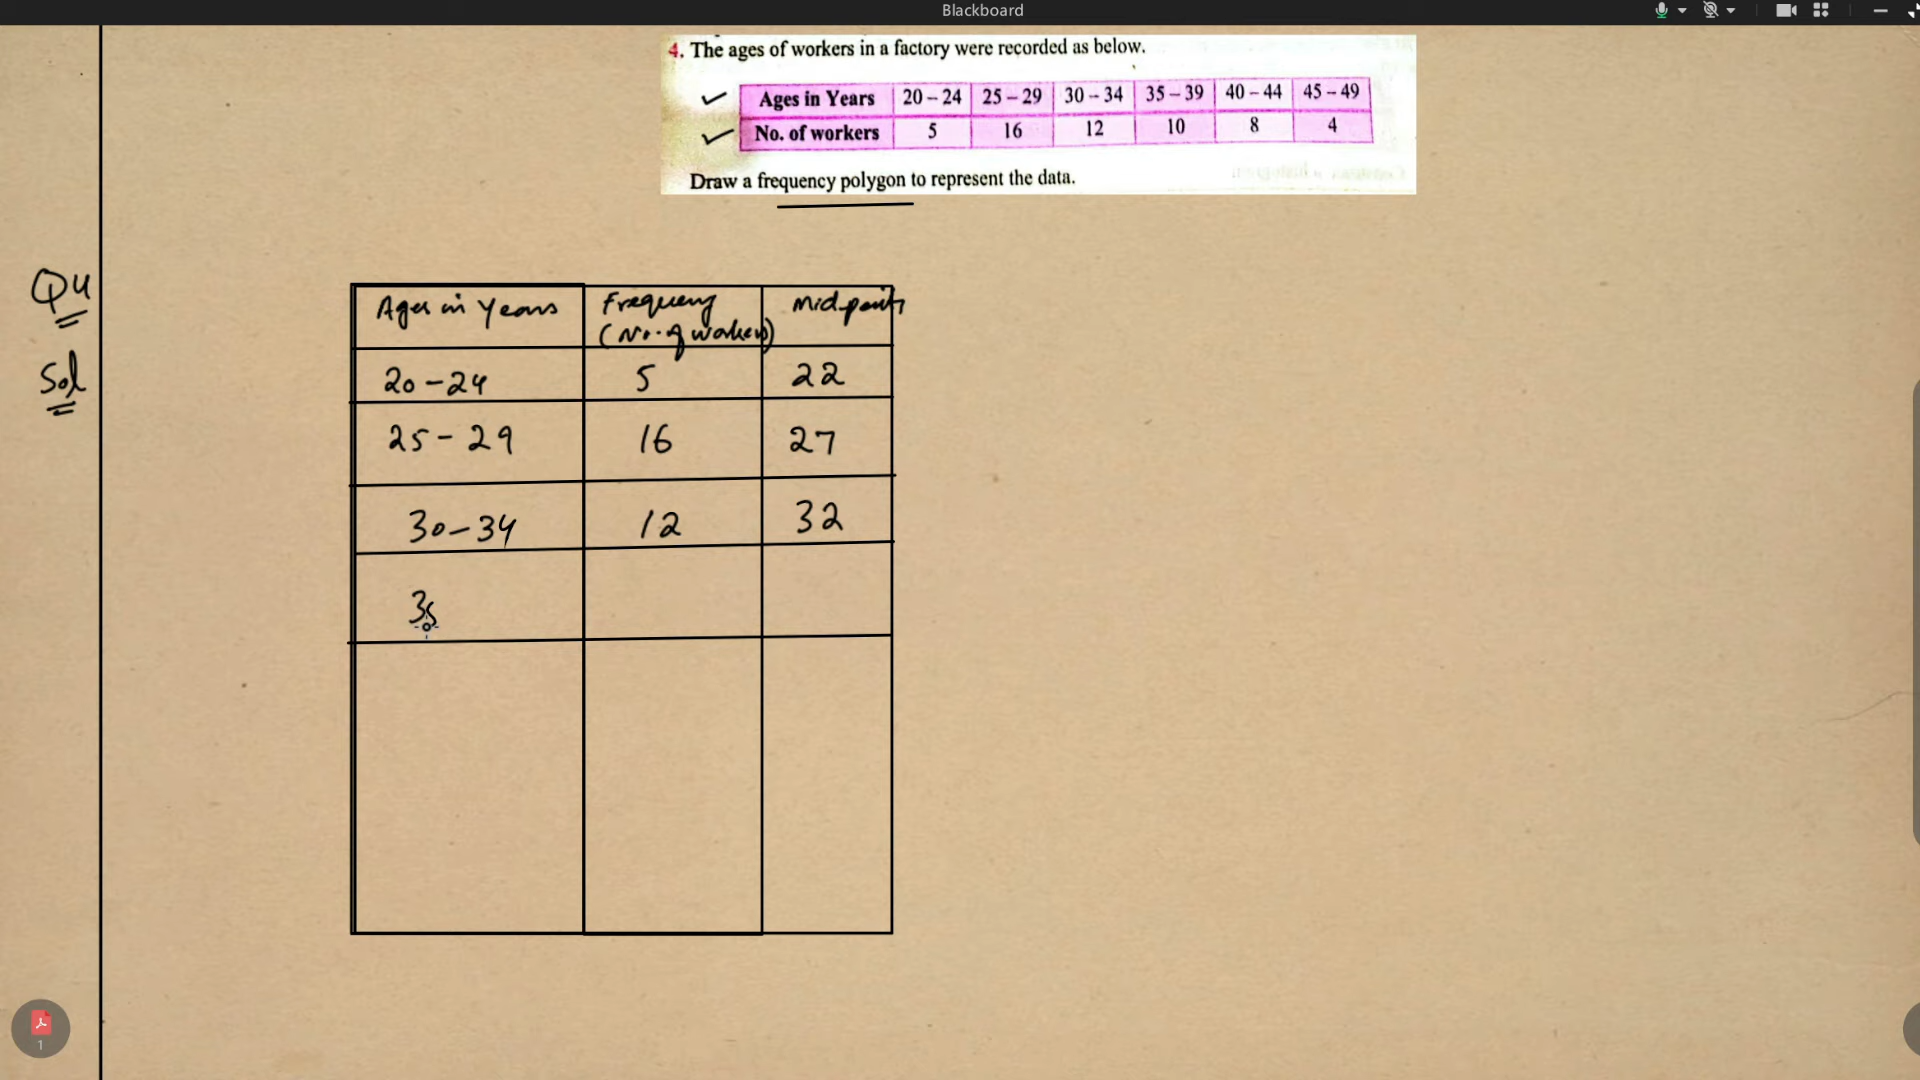 Blackboard
4. The ages of workers in a factory were recorded as below.
Ages in Years 20 – 24 25 – 29 30 – 34 35 – 39 40 – 44 45 – 49
No. of workers 5 16 12 10 8 4
Draw a frequency polygon to represent the data.
Q4
Sol
Ages in Years Frequency Midpoints
(No. of workers)
20 – 24 5 22
25 – 29 16 27
30 – 34 12 32
35
1